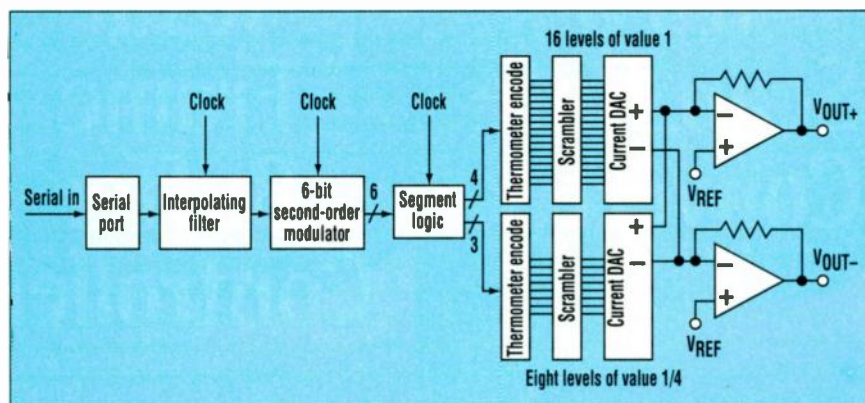 16 levels of value 1
Clock
Clock
Clock
Serial in
Serial
port
Interpolating
filter
6-bit
second-order
modulator
6
Segment
logic
4
3
Thermometer encode
Scrambler
Current DAC
+
−
Thermometer encode
Scrambler
Current DAC
+
−
−
+
VOUT+
VREF
−
+
VOUT−
VREF
Eight levels of value 1/4